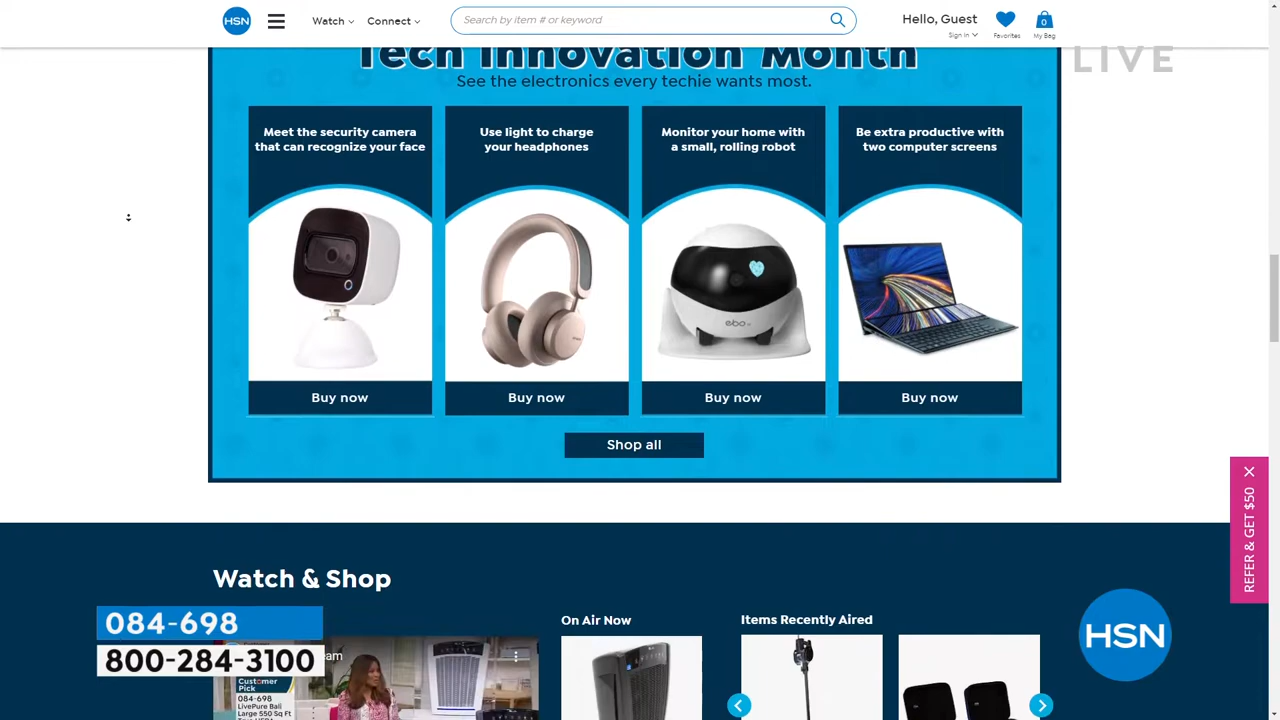 HSN
Watch
Connect
Search by item # or keyword
Hello, Guest
Sign In
Favorites
0
My Bag
LIVE
Tech Innovation Month
See the electronics every techie wants most.
Meet the security camera
that can recognize your face
Use light to charge
your headphones
Monitor your home with
a small, rolling robot
Be extra productive with
two computer screens
ebo
Buy now
Buy now
Buy now
Buy now
Shop all
REFER & GET $50
Watch & Shop
084-698
800-284-3100
On Air Now
Items Recently Aired
HSN
Customer
Pick
084-698
LivePure Bali
Large 550 Sq Ft